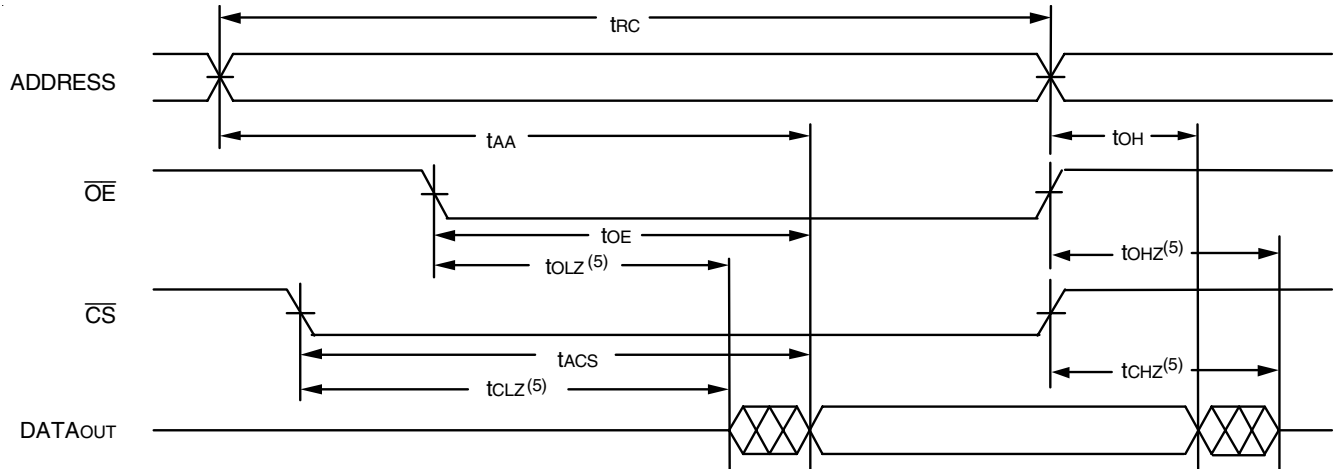 tRC
ADDRESS
tAA
tOH
OE
tOE
tOLZ(5)
tOHZ(5)
CS
tACS
tCLZ(5)
tCHZ(5)
DATAOUT